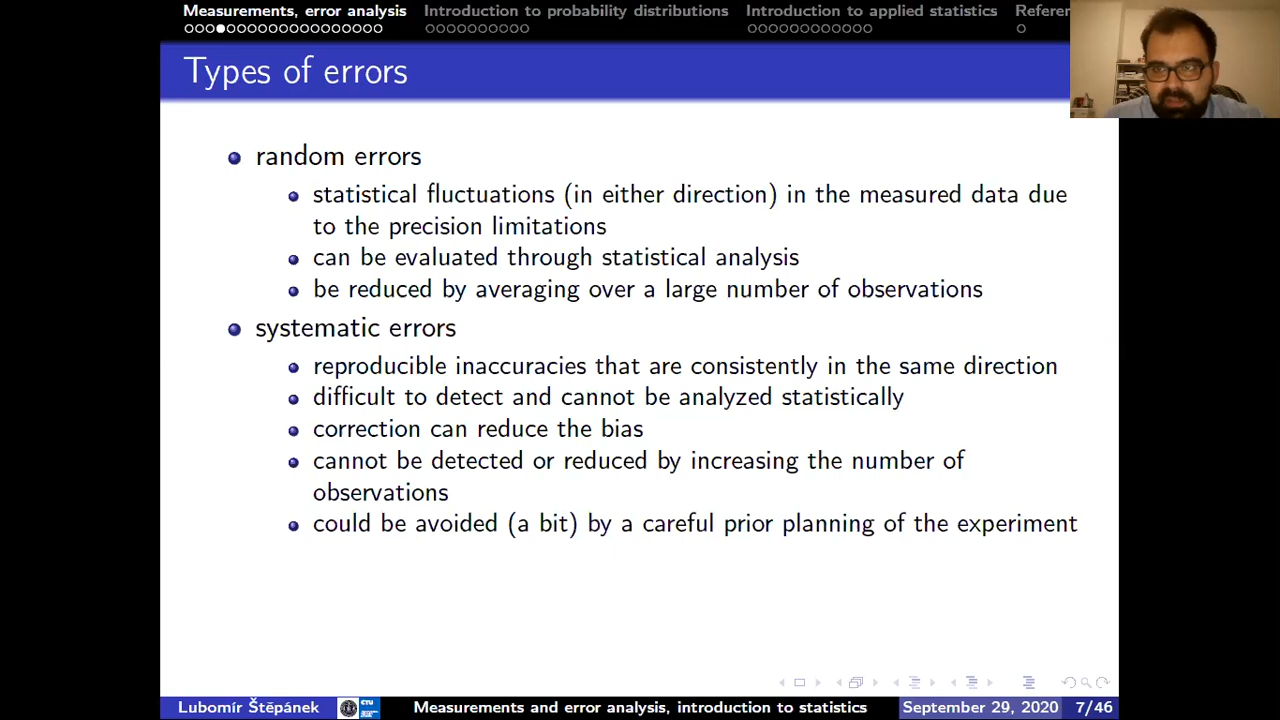 Measurements, error analysis Introduction to probability distributions Introduction to applied statistics Refere
Types of errors
random errors
statistical fluctuations (in either direction) in the measured data due
to the precision limitations
can be evaluated through statistical analysis
be reduced by averaging over a large number of observations
systematic errors
reproducible inaccuracies that are consistently in the same direction
difficult to detect and cannot be analyzed statistically
correction can reduce the bias
cannot be detected or reduced by increasing the number of
observations
could be avoided (a bit) by a careful prior planning of the experiment
Lubomír Štěpánek CTU Measurements and error analysis, introduction to statistics September 29, 2020 7/46